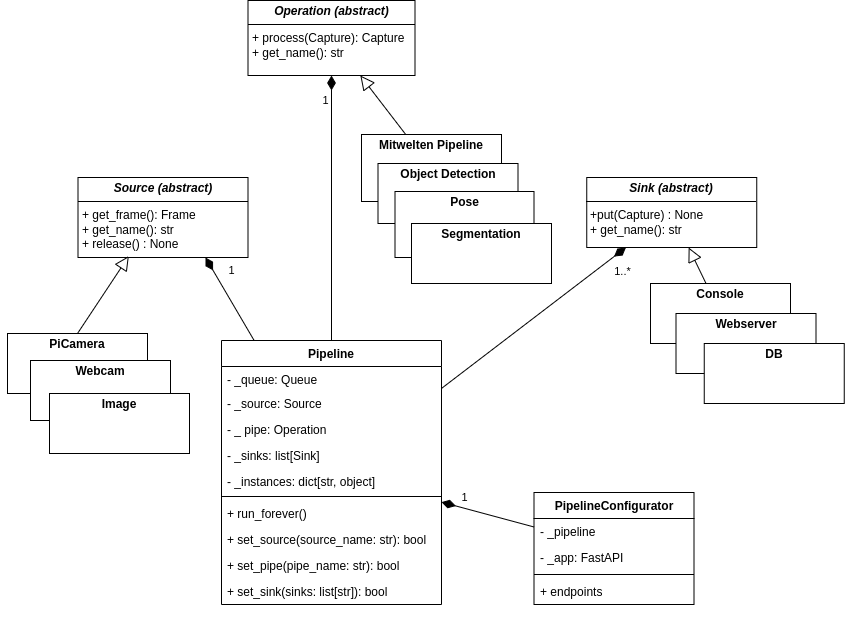 Operation (abstract)
+ process(Capture): Capture
+ get_name(): str
1
Mitwelten Pipeline
Object Detection
Pose
Segmentation
Source (abstract)
+ get_frame(): Frame
+ get_name(): str
+ release() : None
1
Sink (abstract)
+put(Capture) : None
+ get_name(): str
1..*
Console
Webserver
DB
PiCamera
Webcam
Image
Pipeline
- _queue: Queue
- _source: Source
- _ pipe: Operation
- _sinks: list[Sink]
- _instances: dict[str, object]
+ run_forever()
+ set_source(source_name: str): bool
+ set_pipe(pipe_name: str): bool
+ set_sink(sinks: list[str]): bool
1
PipelineConfigurator
- _pipeline
- _app: FastAPI
+ endpoints